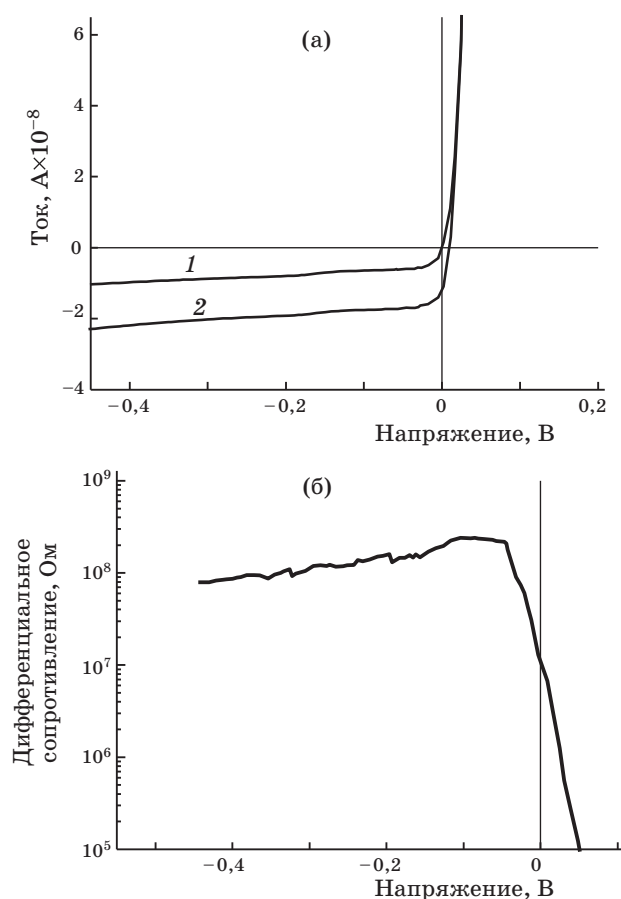 (а)
Ток, А×10⁻⁸
6
4
2
0
−2
−4
1
2
−0,4
−0,2
0
0,2
Напряжение, В
(б)
Дифференциальное
сопротивление, Ом
10⁹
10⁸
10⁷
10⁶
10⁵
−0,4
−0,2
0
Напряжение, В